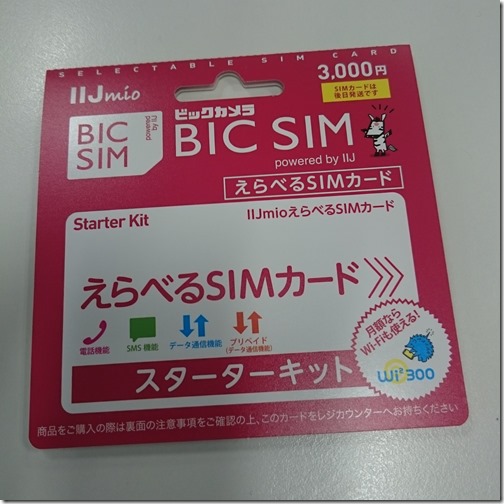 SELECTABLE SIM CARD
IIJmio
3,000円
SIMカードは
後日発送です
BIC
SIM
powered
by IIJ
ビックカメラ
BIC SIM
powered by IIJ
えらべるSIMカード
Starter Kit
IIJmioえらべるSIMカード
えらべるSIMカード
電話機能
SMS機能
データ通信機能
プリペイド
(データ通信機能)
月額なら
Wi-Fiも使える!
Wi2 300
スターターキット
商品をご購入の際は裏面の注意事項をご確認の上、このカードをレジカウンターへお持ちください